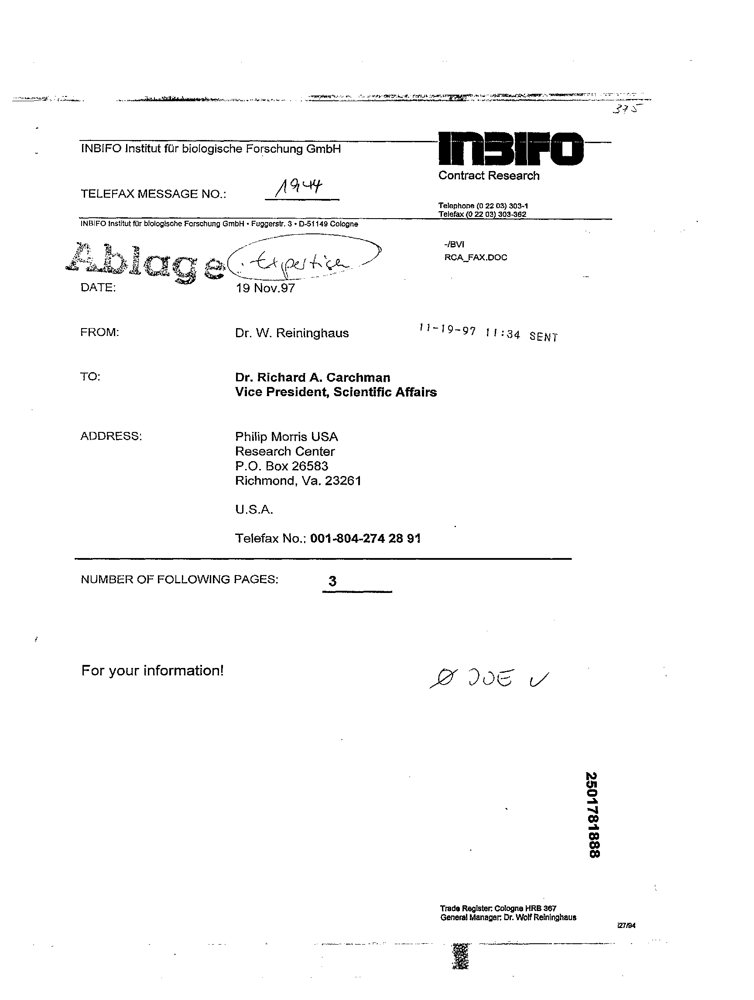 395
INBIFO Institut für biologische Forschung GmbH
INBIFO
Contract Research
TELEFAX MESSAGE NO.: 1944
Telephone (0 22 03) 303-1
Telefax (0 22 03) 303-362
INBIFO Institut für biologische Forschung GmbH • Fuggerstr. 3 • D-51149 Cologne
-/BVI
RCA_FAX.DOC
Ablage Expertise
DATE: 19 Nov.97
FROM: Dr. W. Reininghaus
11-19-97 11:34 SENT
TO: Dr. Richard A. Carchman
Vice President, Scientific Affairs
ADDRESS: Philip Morris USA
Research Center
P.O. Box 26583
Richmond, Va. 23261
U.S.A.
Telefax No.: 001-804-274 28 91
NUMBER OF FOLLOWING PAGES: 3
For your information!
2501781888
Trade Register: Cologne HRB 367
General Manager: Dr. Wolf Reininghaus
I27/94